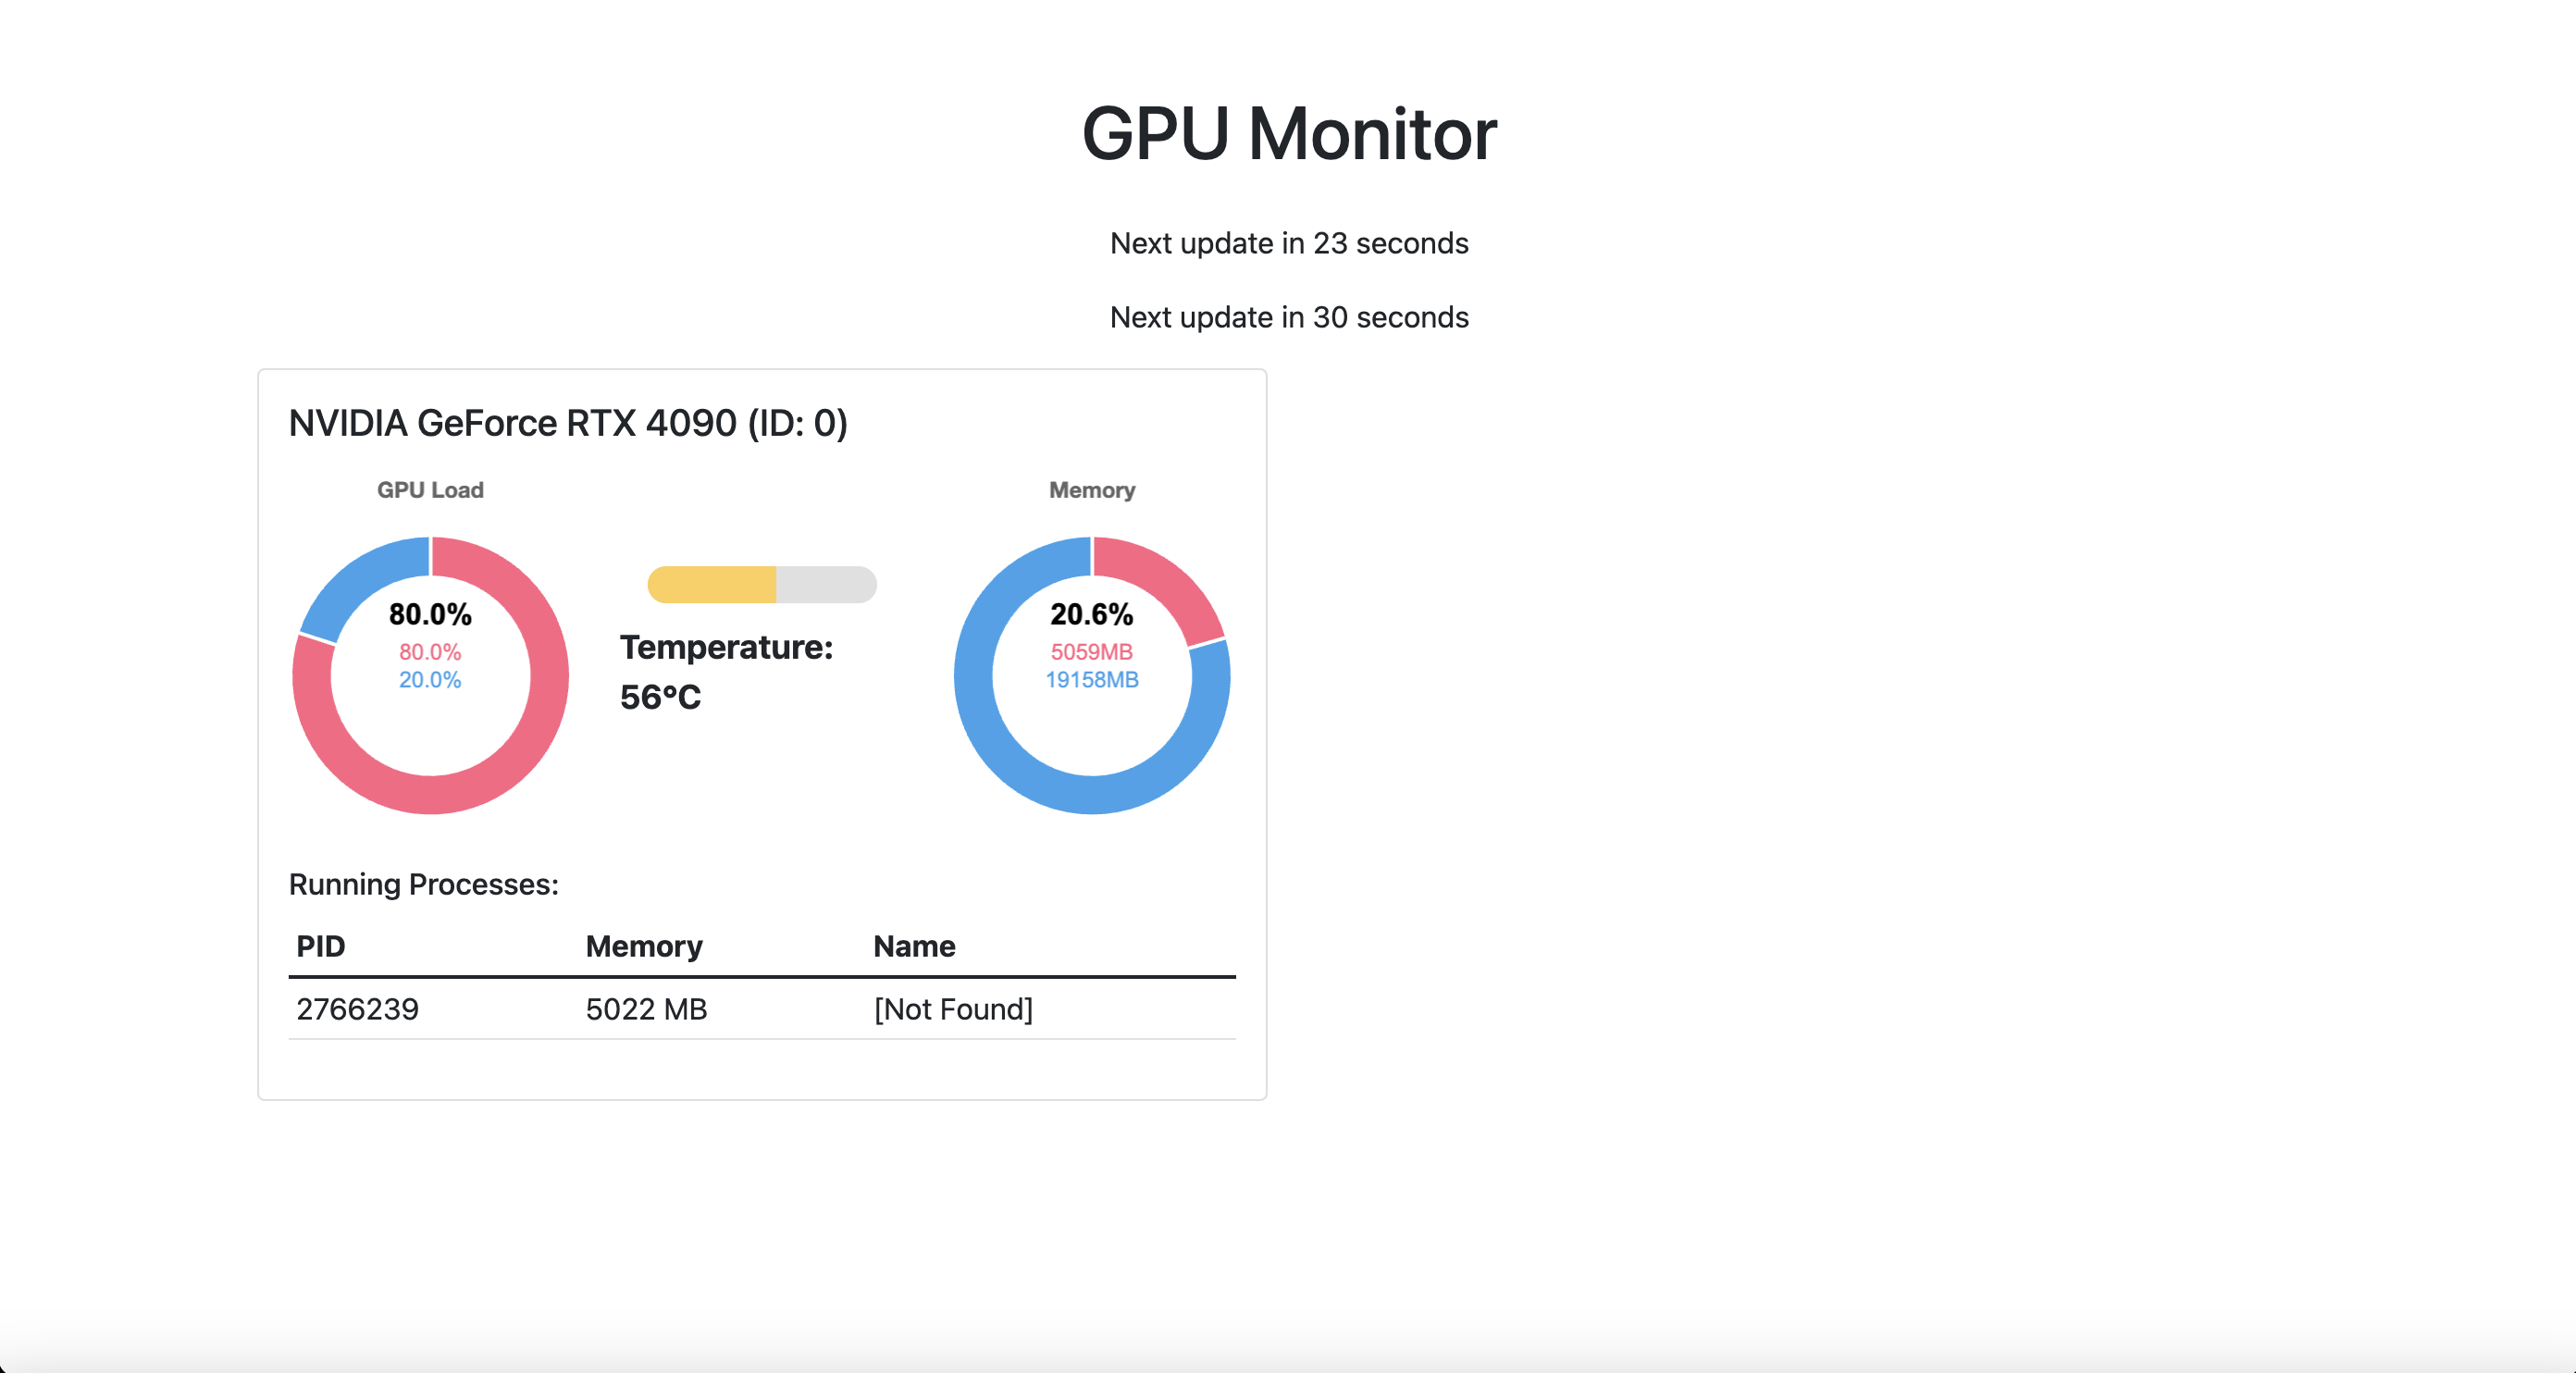 GPU Monitor
Next update in 23 seconds
Next update in 30 seconds
NVIDIA GeForce RTX 4090 (ID: 0)
GPU Load
80.0%
80.0%
20.0%
Temperature:
56°C
Memory
20.6%
5059MB
19158MB
Running Processes:
PID Memory Name
2766239 5022 MB [Not Found]